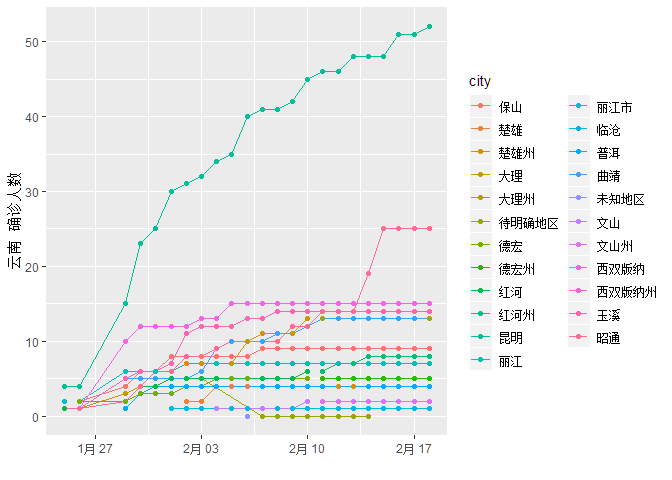 50
40
30
20
10
0
云南 确诊人数
1月 27
2月 03
2月 10
2月 17
city
保山
楚雄
楚雄州
大理
大理州
待明确地区
德宏
德宏州
红河
红河州
昆明
丽江
丽江市
临沧
普洱
曲靖
未知地区
文山
文山州
西双版纳
西双版纳州
玉溪
昭通